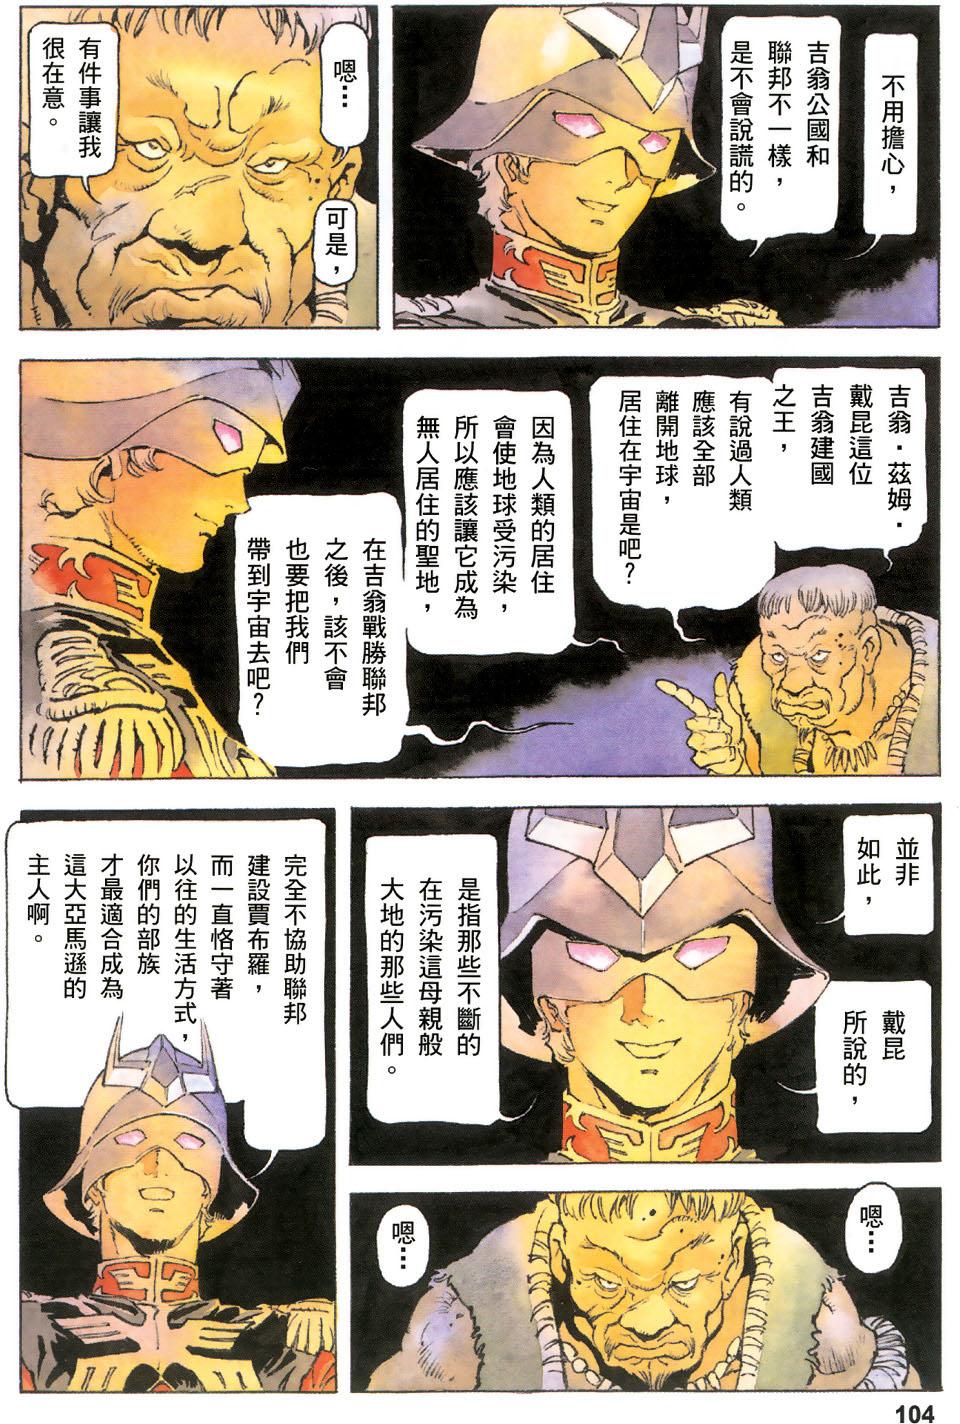 不用擔心，
吉翁公國和
聯邦不一樣，
是不會說謊的。
嗯…
可是，
有件事讓我
很在意。
吉翁．茲姆．
戴昆這位
吉翁建國
之王，
有說過人類
應該全部
離開地球，
居住在宇宙是吧？
因為人類的居住
會使地球受污染，
所以應該讓它成為
無人居住的聖地，
在吉翁戰勝聯邦
之後，該不會
也要把我們
帶到宇宙去吧？
並非
如此，
戴昆
所說的，
是指那些不斷的
在污染這母親般
大地的那些人們。
完全不協助聯邦
建設賈布羅，
而一直恪守著
以往的生活方式，
你們的部族
才最適合成為
這大亞馬遜的
主人啊。
嗯…
嗯…
104